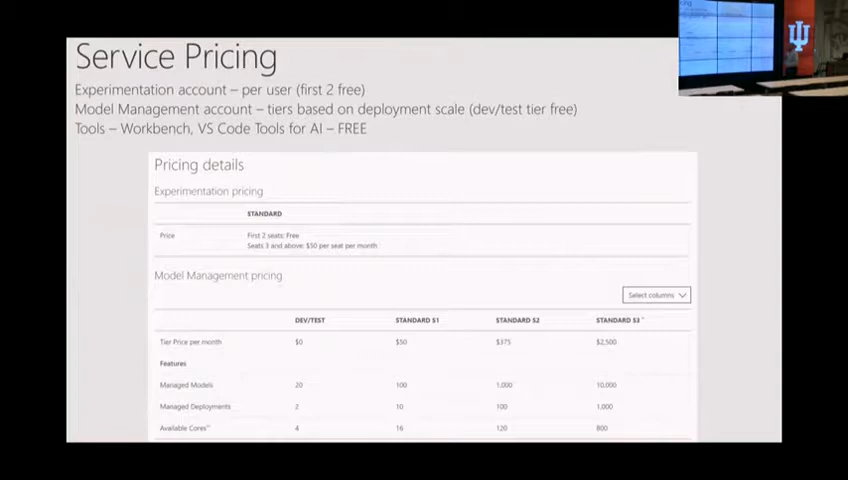 Service Pricing
Experimentation account – per user (first 2 free)
Model Management account – tiers based on deployment scale (dev/test tier free)
Tools – Workbench, VS Code Tools for AI – FREE
Pricing details
Experimentation pricing
STANDARD
Price First 2 seats: Free
Seats 3 and above: $50 per seat per month
Model Management pricing
Select columns
DEV/TEST STANDARD S1 STANDARD S2 STANDARD S3 *
Tier Price per month $0 $50 $375 $2,500
Features
Managed Models 20 100 1,000 10,000
Managed Deployments 2 10 100 1,000
Available Cores** 4 16 120 800